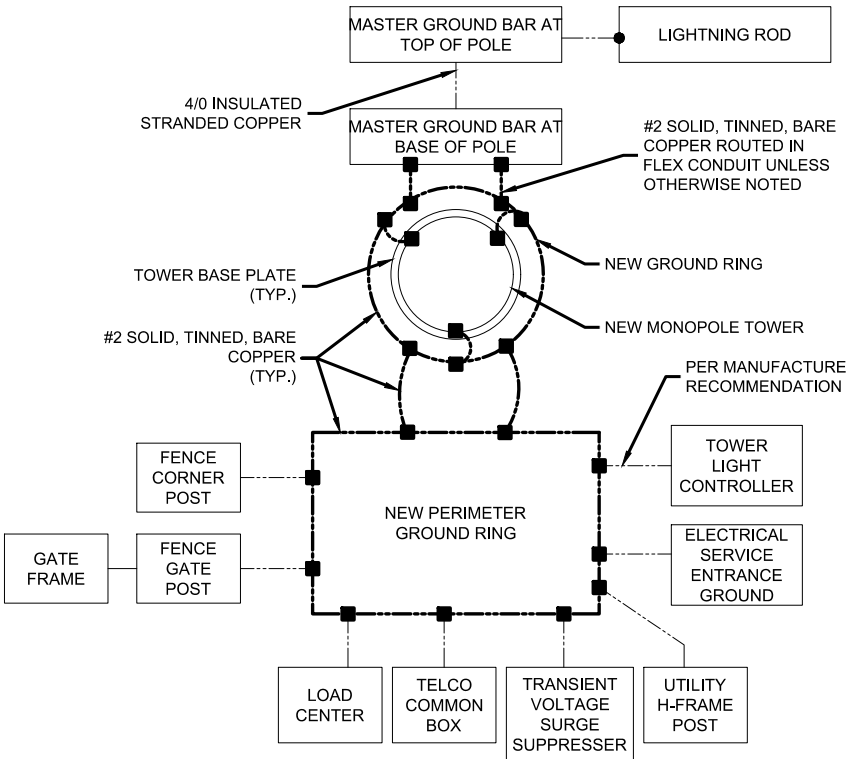 MASTER GROUND BAR AT
TOP OF POLE
LIGHTNING ROD
4/0 INSULATED
STRANDED COPPER
MASTER GROUND BAR AT
BASE OF POLE
#2 SOLID, TINNED, BARE
COPPER ROUTED IN
FLEX CONDUIT UNLESS
OTHERWISE NOTED
TOWER BASE PLATE
(TYP.)
NEW GROUND RING
NEW MONOPOLE TOWER
#2 SOLID, TINNED, BARE
COPPER
(TYP.)
PER MANUFACTURE
RECOMMENDATION
FENCE
CORNER
POST
TOWER
LIGHT
CONTROLLER
NEW PERIMETER
GROUND RING
GATE
FRAME
FENCE
GATE
POST
ELECTRICAL
SERVICE
ENTRANCE
GROUND
LOAD
CENTER
TELCO
COMMON
BOX
TRANSIENT
VOLTAGE
SURGE
SUPPRESSER
UTILITY
H-FRAME
POST